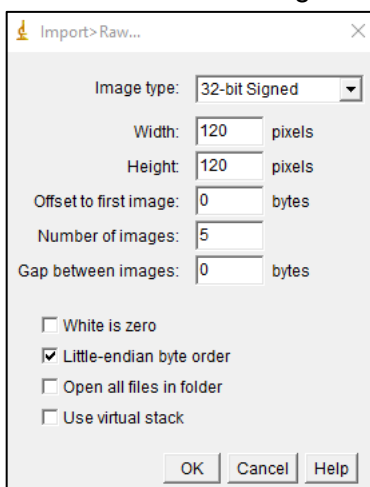 Import>Raw...
Image type: 32-bit Signed
Width: 120 pixels
Height: 120 pixels
Offset to first image: 0 bytes
Number of images: 5
Gap between images: 0 bytes
White is zero
Little-endian byte order
Open all files in folder
Use virtual stack
OK Cancel Help